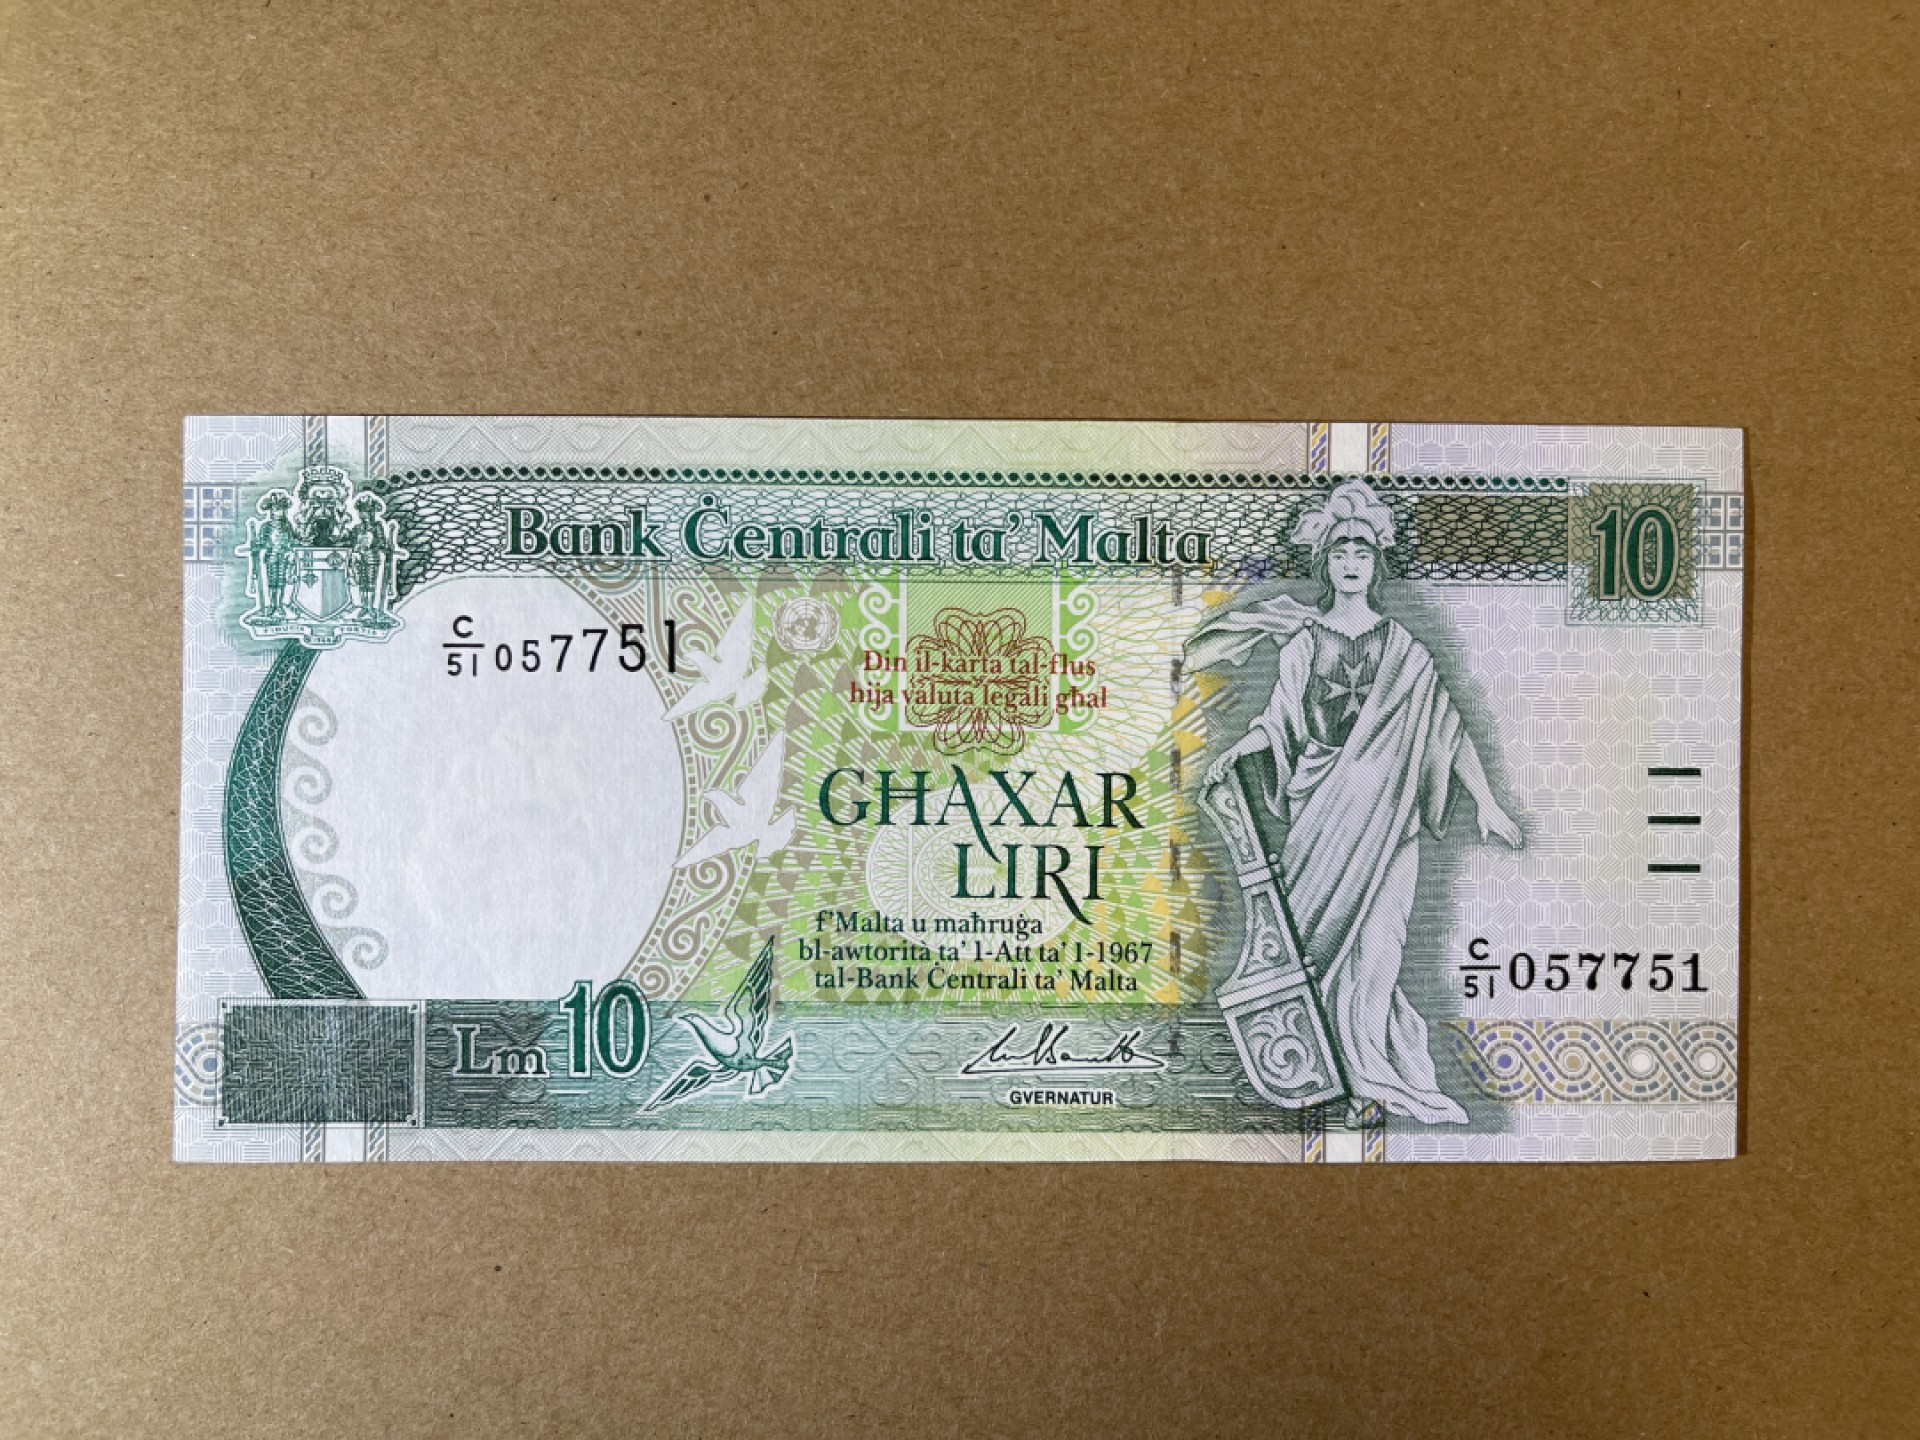 Bank Ċentrali ta' Malta
10
C/51 057751
Din il-karta tal-flus
hija valuta legali għal
GĦAXAR
LIRI
f'Malta u maħruġa
bl-awtorità ta' l-Att ta' l-1967
tal-Bank Ċentrali ta' Malta
C/51 057751
Lm 10
GVERNATUR